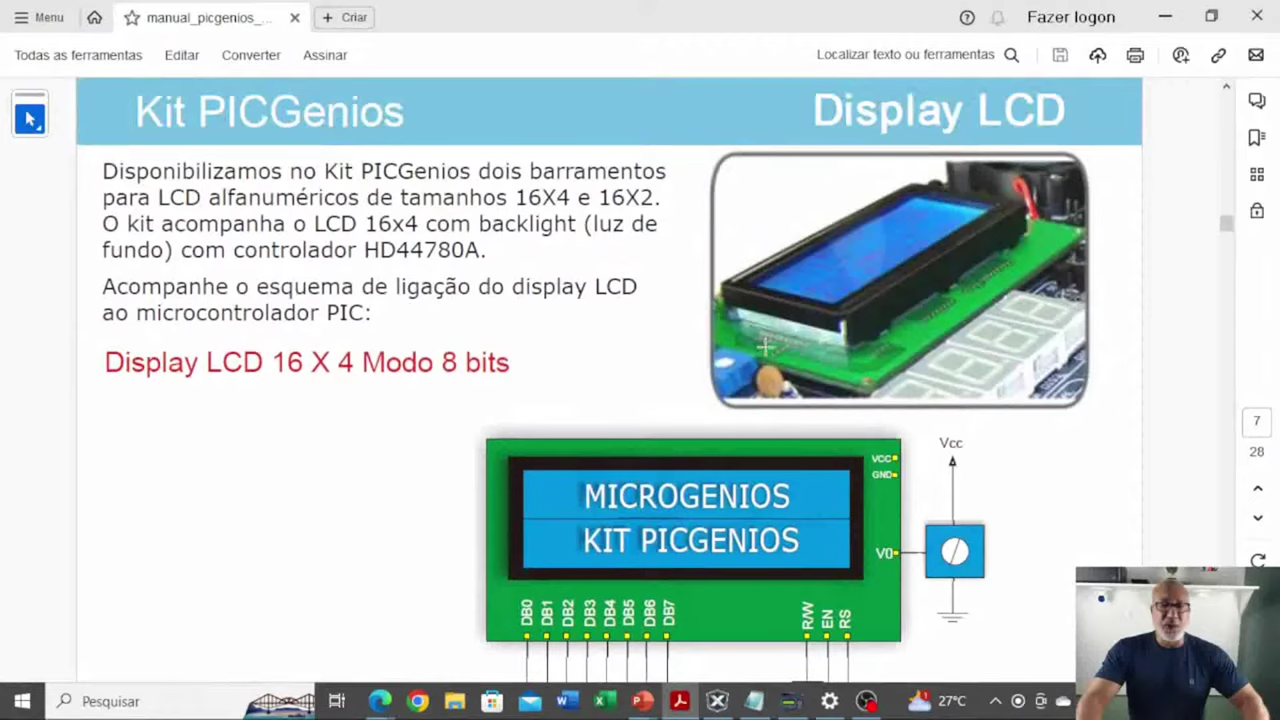 Menu
manual_picgenios_...
Criar
Fazer logon
Todas as ferramentas
Editar
Converter
Assinar
Localizar texto ou ferramentas
Kit PICGenios
Display LCD
Disponibilizamos no Kit PICGenios dois barramentos
para LCD alfanuméricos de tamanhos 16X4 e 16X2.
O kit acompanha o LCD 16x4 com backlight (luz de
fundo) com controlador HD44780A.
Acompanhe o esquema de ligação do display LCD
ao microcontrolador PIC:
Display LCD 16 X 4 Modo 8 bits
Vcc
VCC
GND
MICROGENIOS
KIT PICGENIOS
V0
DB0
DB1
DB2
DB3
DB4
DB5
DB6
DB7
R/W
EN
RS
7
28
Pesquisar
27°C